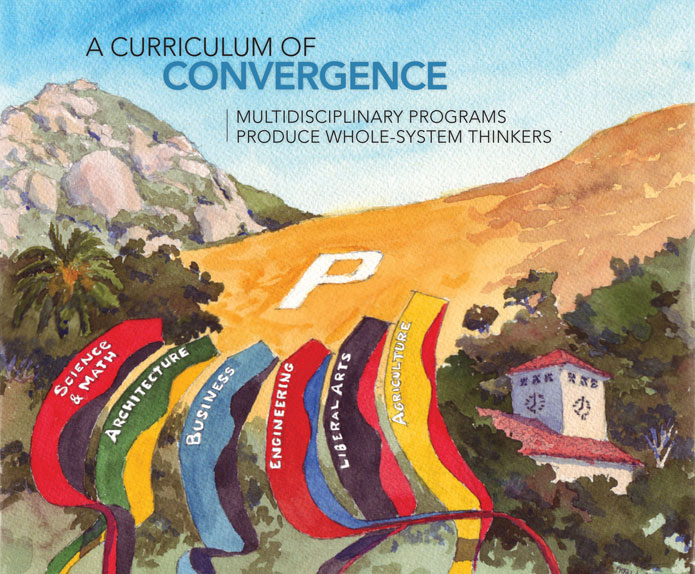 A CURRICULUM OF
CONVERGENCE
MULTIDISCIPLINARY PROGRAMS
PRODUCE WHOLE-SYSTEM THINKERS
P
SCIENCE
& MATH
ARCHITECTURE
BUSINESS
ENGINEERING
LIBERAL ARTS
AGRICULTURE